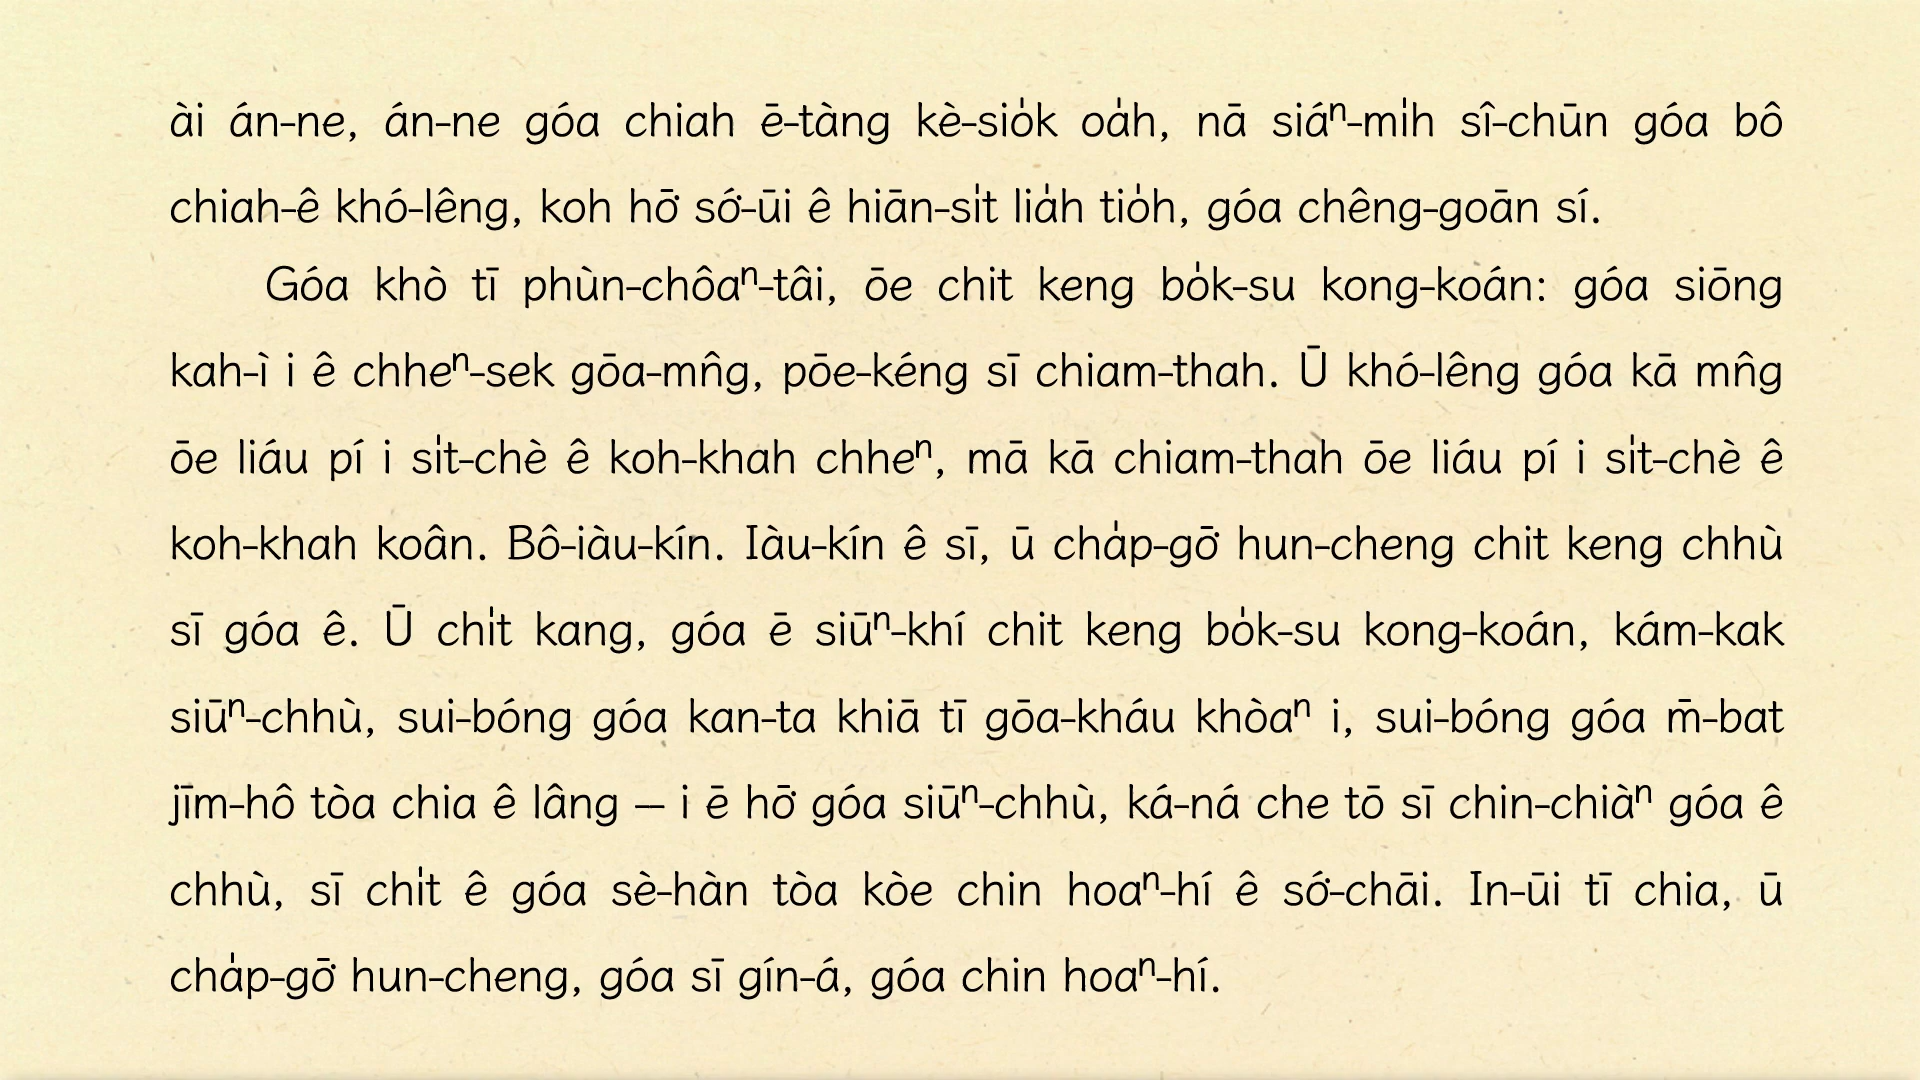 ài án-ne, án-ne góa chiah ē-tàng kè-sio̍k oa̍h, nā siáⁿ-mi̍h sî-chūn góa bô
chiah-ê khó-lêng, koh hō͘ só͘-ūi ê hiān-si̍t lia̍h tio̍h, góa chêng-goān sí.
Góa khò tī phùn-chôaⁿ-tâi, ōe chit keng bo̍k-su kong-koán: góa siōng
kah-ì i ê chheⁿ-sek gōa-mn̂g, pōe-kéng sī chiam-thah. Ū khó-lêng góa kā mn̂g
ōe liáu pí i si̍t-chè ê koh-khah chheⁿ, mā kā chiam-thah ōe liáu pí i si̍t-chè ê
koh-khah koân. Bô-iàu-kín. Iàu-kín ê sī, ū cha̍p-gō͘ hun-cheng chit keng chhù
sī góa ê. Ū chi̍t kang, góa ē siūⁿ-khí chit keng bo̍k-su kong-koán, kám-kak
siūⁿ-chhù, sui-bóng góa kan-ta khiā tī gōa-kháu khòaⁿ i, sui-bóng góa m̄-bat
jīm-hô tòa chia ê lâng – i ē hō͘ góa siūⁿ-chhù, ká-ná che tō sī chin-chiàⁿ góa ê
chhù, sī chi̍t ê góa sè-hàn tòa kòe chin hoaⁿ-hí ê só͘-chāi. In-ūi tī chia, ū
cha̍p-gō͘ hun-cheng, góa sī gín-á, góa chin hoaⁿ-hí.